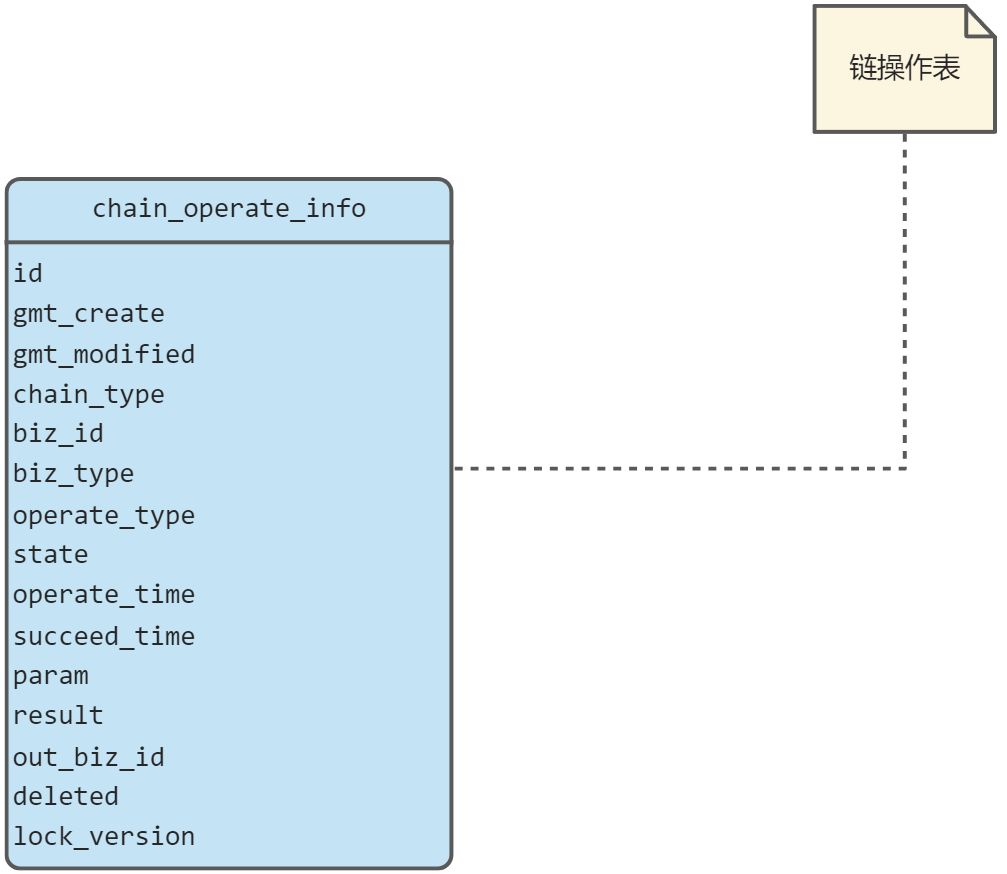 链操作表
chain_operate_info
id
gmt_create
gmt_modified
chain_type
biz_id
biz_type
operate_type
state
operate_time
succeed_time
param
result
out_biz_id
deleted
lock_version